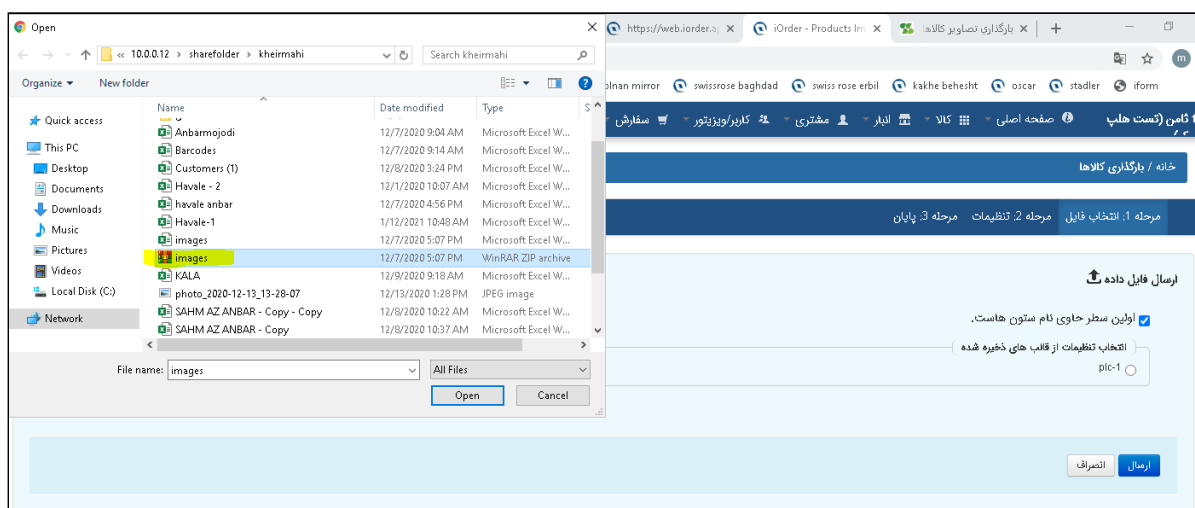 Open
https://web.iorder.ap
iOrder - Products Im
بارگذاری تصاویر کالاها
« 10.0.0.12 › sharefolder › kheirmahi
Search kheirmahi
m
Organize
New folder
mirror
swissrose baghdad
swiss rose erbil
kakhe behesht
oscar
stadler
iform
Name
Date modified
Type
S
Quick access
This PC
Desktop
Documents
Downloads
Music
Pictures
Videos
Local Disk (C:)
Network
Anbarmojodi 12/7/2020 9:04 AM Microsoft Excel W...
Barcodes 12/7/2020 9:14 AM Microsoft Excel W...
Customers (1) 12/8/2020 3:24 PM Microsoft Excel W...
Havale - 2 12/1/2020 10:07 AM Microsoft Excel W...
havale anbar 12/7/2020 4:56 PM Microsoft Excel W...
Havale-1 1/12/2021 10:48 AM Microsoft Excel W...
images 12/7/2020 5:07 PM Microsoft Excel W...
images 12/7/2020 5:07 PM WinRAR ZIP archive
KALA 12/9/2020 9:18 AM Microsoft Excel W...
photo_2020-12-13_13-28-07 12/13/2020 1:28 PM JPEG image
SAHM AZ ANBAR - Copy - Copy 12/8/2020 10:22 AM Microsoft Excel W...
SAHM AZ ANBAR - Copy 12/8/2020 10:37 AM Microsoft Excel W...
File name: images
All Files
Open
Cancel
ثامن (تست هلپ
صفحه اصلی
کالا
انبار
مشتری
کاربر/ویزیتور
سفارش
خانه / بارگذاری کالاها
مرحله 1: انتخاب فایل
مرحله 2: تنظیمات
مرحله 3: پایان
ارسال فایل داده
اولین سطر حاوی نام ستون هاست.
انتخاب تنظیمات از قالب های ذخیره شده
plc-1
ارسال
انصراف